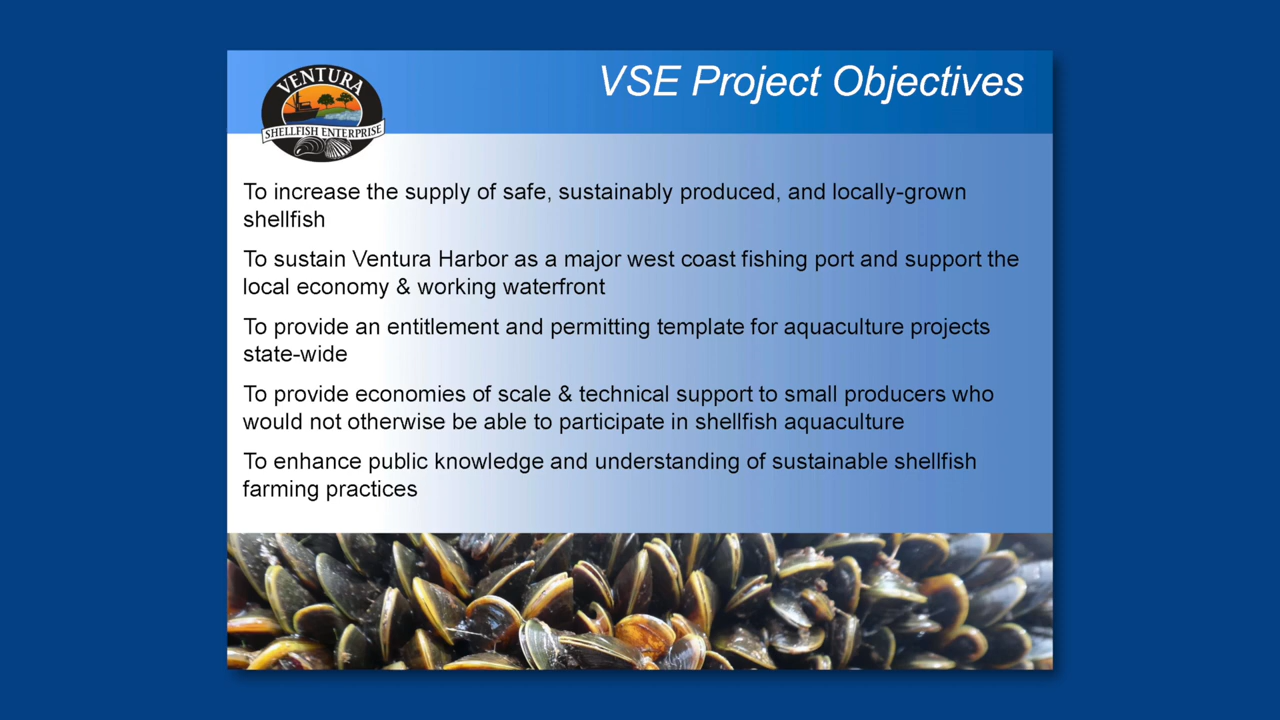 VENTURA
SHELLFISH ENTERPRISE
VSE Project Objectives
To increase the supply of safe, sustainably produced, and locally-grown
shellfish
To sustain Ventura Harbor as a major west coast fishing port and support the
local economy & working waterfront
To provide an entitlement and permitting template for aquaculture projects
state-wide
To provide economies of scale & technical support to small producers who
would not otherwise be able to participate in shellfish aquaculture
To enhance public knowledge and understanding of sustainable shellfish
farming practices